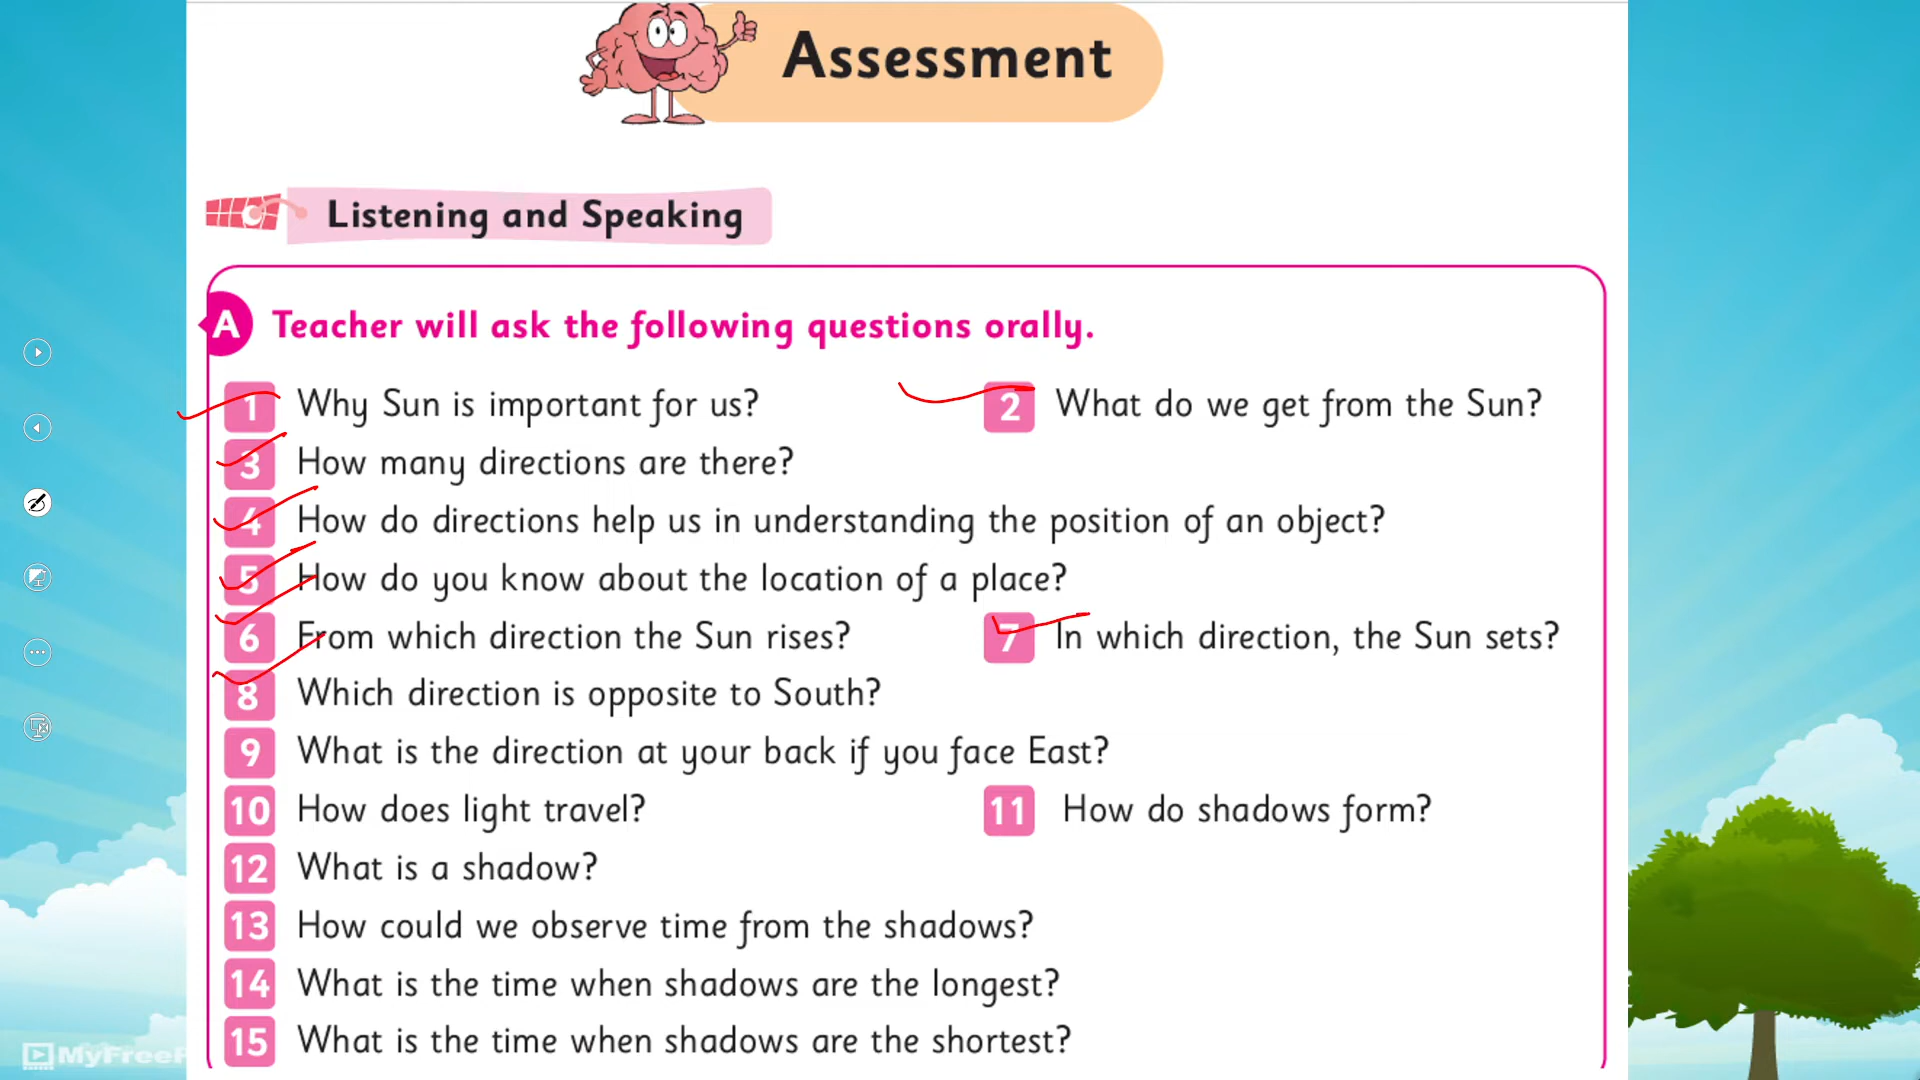 Assessment
Listening and Speaking
A Teacher will ask the following questions orally.
1 Why Sun is important for us? 2 What do we get from the Sun?
3 How many directions are there?
4 How do directions help us in understanding the position of an object?
5 How do you know about the location of a place?
6 From which direction the Sun rises? 7 In which direction, the Sun sets?
8 Which direction is opposite to South?
9 What is the direction at your back if you face East?
10 How does light travel? 11 How do shadows form?
12 What is a shadow?
13 How could we observe time from the shadows?
14 What is the time when shadows are the longest?
15 What is the time when shadows are the shortest?